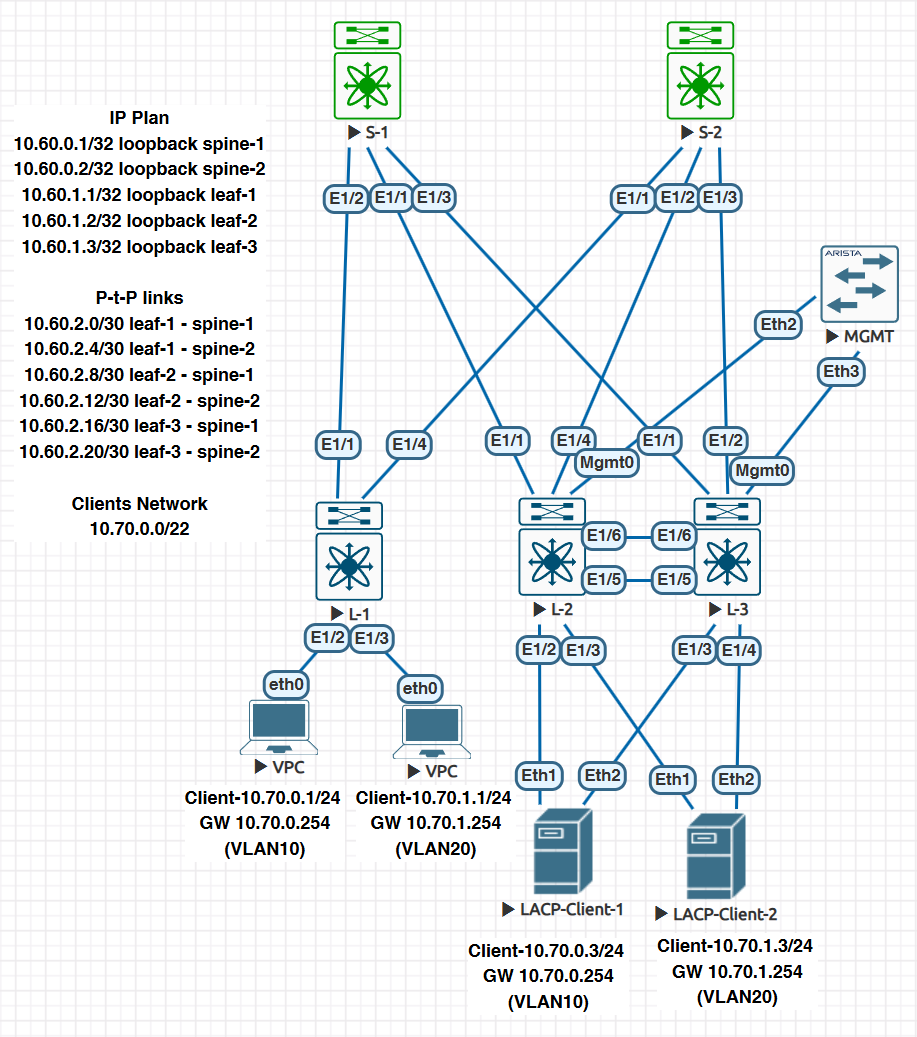 S-1
S-2
IP Plan
10.60.0.1/32 loopback spine-1
10.60.0.2/32 loopback spine-2
10.60.1.1/32 loopback leaf-1
10.60.1.2/32 loopback leaf-2
10.60.1.3/32 loopback leaf-3
P-t-P links
10.60.2.0/30 leaf-1 - spine-1
10.60.2.4/30 leaf-1 - spine-2
10.60.2.8/30 leaf-2 - spine-1
10.60.2.12/30 leaf-2 - spine-2
10.60.2.16/30 leaf-3 - spine-1
10.60.2.20/30 leaf-3 - spine-2
Clients Network
10.70.0.0/22
E1/2
E1/1
E1/3
E1/1
E1/2
E1/3
ARISTA
MGMT
Eth2
Eth3
E1/1
E1/4
E1/1
E1/4
E1/1
E1/2
Mgmt0
Mgmt0
E1/6
E1/6
E1/5
E1/5
L-1
L-2
L-3
E1/2
E1/3
E1/2
E1/3
E1/3
E1/4
eth0
eth0
VPC
VPC
Client-10.70.0.1/24
GW 10.70.0.254
(VLAN10)
Client-10.70.1.1/24
GW 10.70.1.254
(VLAN20)
Eth1
Eth2
Eth1
Eth2
LACP-Client-1
LACP-Client-2
Client-10.70.0.3/24
GW 10.70.0.254
(VLAN10)
Client-10.70.1.3/24
GW 10.70.1.254
(VLAN20)